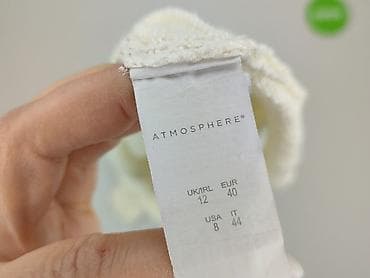 ATMOSPHERE®
UK/IRL EUR
12 40
USA IT
8 44